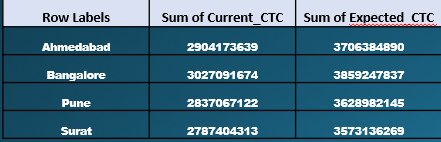 Row Labels Sum of Current_CTC Sum of Expected_CTC
Ahmedabad 2904173639 3706384890
Bangalore 3027091674 3859247837
Pune 2837067122 3628982145
Surat 2787404313 3573136269